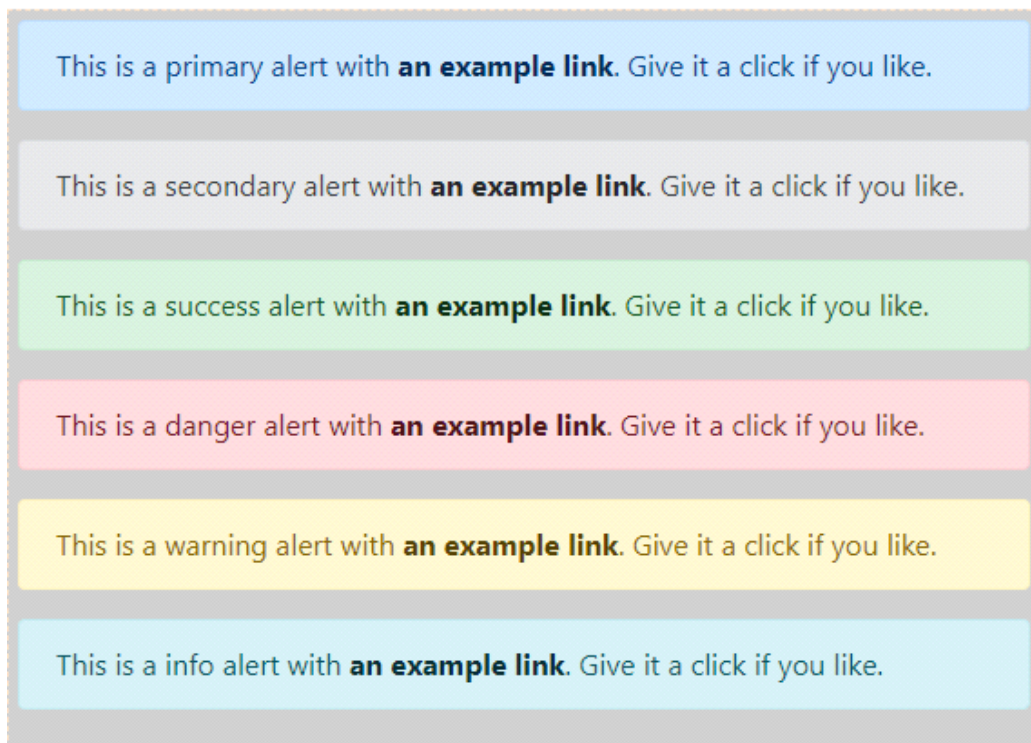 This is a primary alert with an example link. Give it a click if you like.
This is a secondary alert with an example link. Give it a click if you like.
This is a success alert with an example link. Give it a click if you like.
This is a danger alert with an example link. Give it a click if you like.
This is a warning alert with an example link. Give it a click if you like.
This is a info alert with an example link. Give it a click if you like.